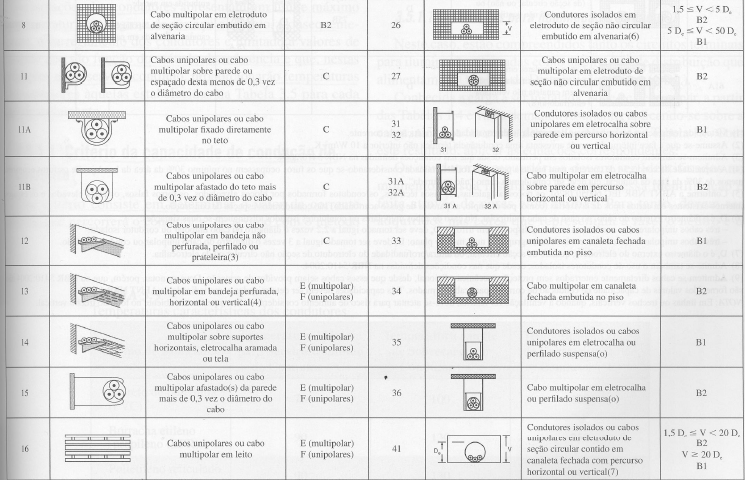 8
Cabo multipolar em eletroduto
de seção circular embutido em
alvenaria
B2
26
V
Condutores isolados em
eletroduto de seção não circular
embutido em alvenaria(6)
1,5 ≤ V < 5 Dₑ
B2
5 Dₑ ≤ V < 50 Dₑ
B1
11
Cabos unipolares ou cabo
multipolar sobre parede ou
espaçado desta menos de 0,3 vez
o diâmetro do cabo
C
27
Cabos unipolares ou cabo
multipolar em eletroduto de
seção não circular embutido em
alvenaria
B2
11A
Cabos unipolares ou cabo
multipolar fixado diretamente
no teto
C
31
32
31 32
Condutores isolados ou cabos
unipolares em eletrocalha sobre
parede em percurso horizontal
ou vertical
B1
11B
Cabos unipolares ou cabo
multipolar afastado do teto mais
de 0,3 vez o diâmetro do cabo
C
31A
32A
31 A 32 A
Cabo multipolar em eletrocalha
sobre parede em percurso
horizontal ou vertical
B2
12
Cabos unipolares ou cabo
multipolar em bandeja não
perfurada, perfilado ou
prateleira(3)
C
33
Condutores isolados ou cabos
unipolares em canaleta fechada
embutida no piso
B1
13
Cabos unipolares ou cabo
multipolar em bandeja perfurada,
horizontal ou vertical(4)
E (multipolar)
F (unipolares)
34
Cabo multipolar em canaleta
fechada embutida no piso
B2
14
Cabos unipolares ou cabo
multipolar sobre suportes
horizontais, eletrocalha aramada
ou tela
E (multipolar)
F (unipolares)
35
Condutores isolados ou cabos
unipolares em eletrocalha ou
perfilado suspensa(o)
B1
15
Cabos unipolares ou cabo
multipolar afastado(s) da parede
mais de 0,3 vez o diâmetro do
cabo
E (multipolar)
F (unipolares)
36
Cabo multipolar em eletrocalha
ou perfilado suspensa(o)
B2
16
Cabos unipolares ou cabo
multipolar em leito
E (multipolar)
F (unipolares)
41
Dₑ V
Condutores isolados ou cabos
unipolares em eletroduto de
seção circular contido em
canaleta fechada com percurso
horizontal ou vertical(7)
1,5 Dₑ ≤ V < 20 Dₑ
B2
V ≥ 20 Dₑ
B1